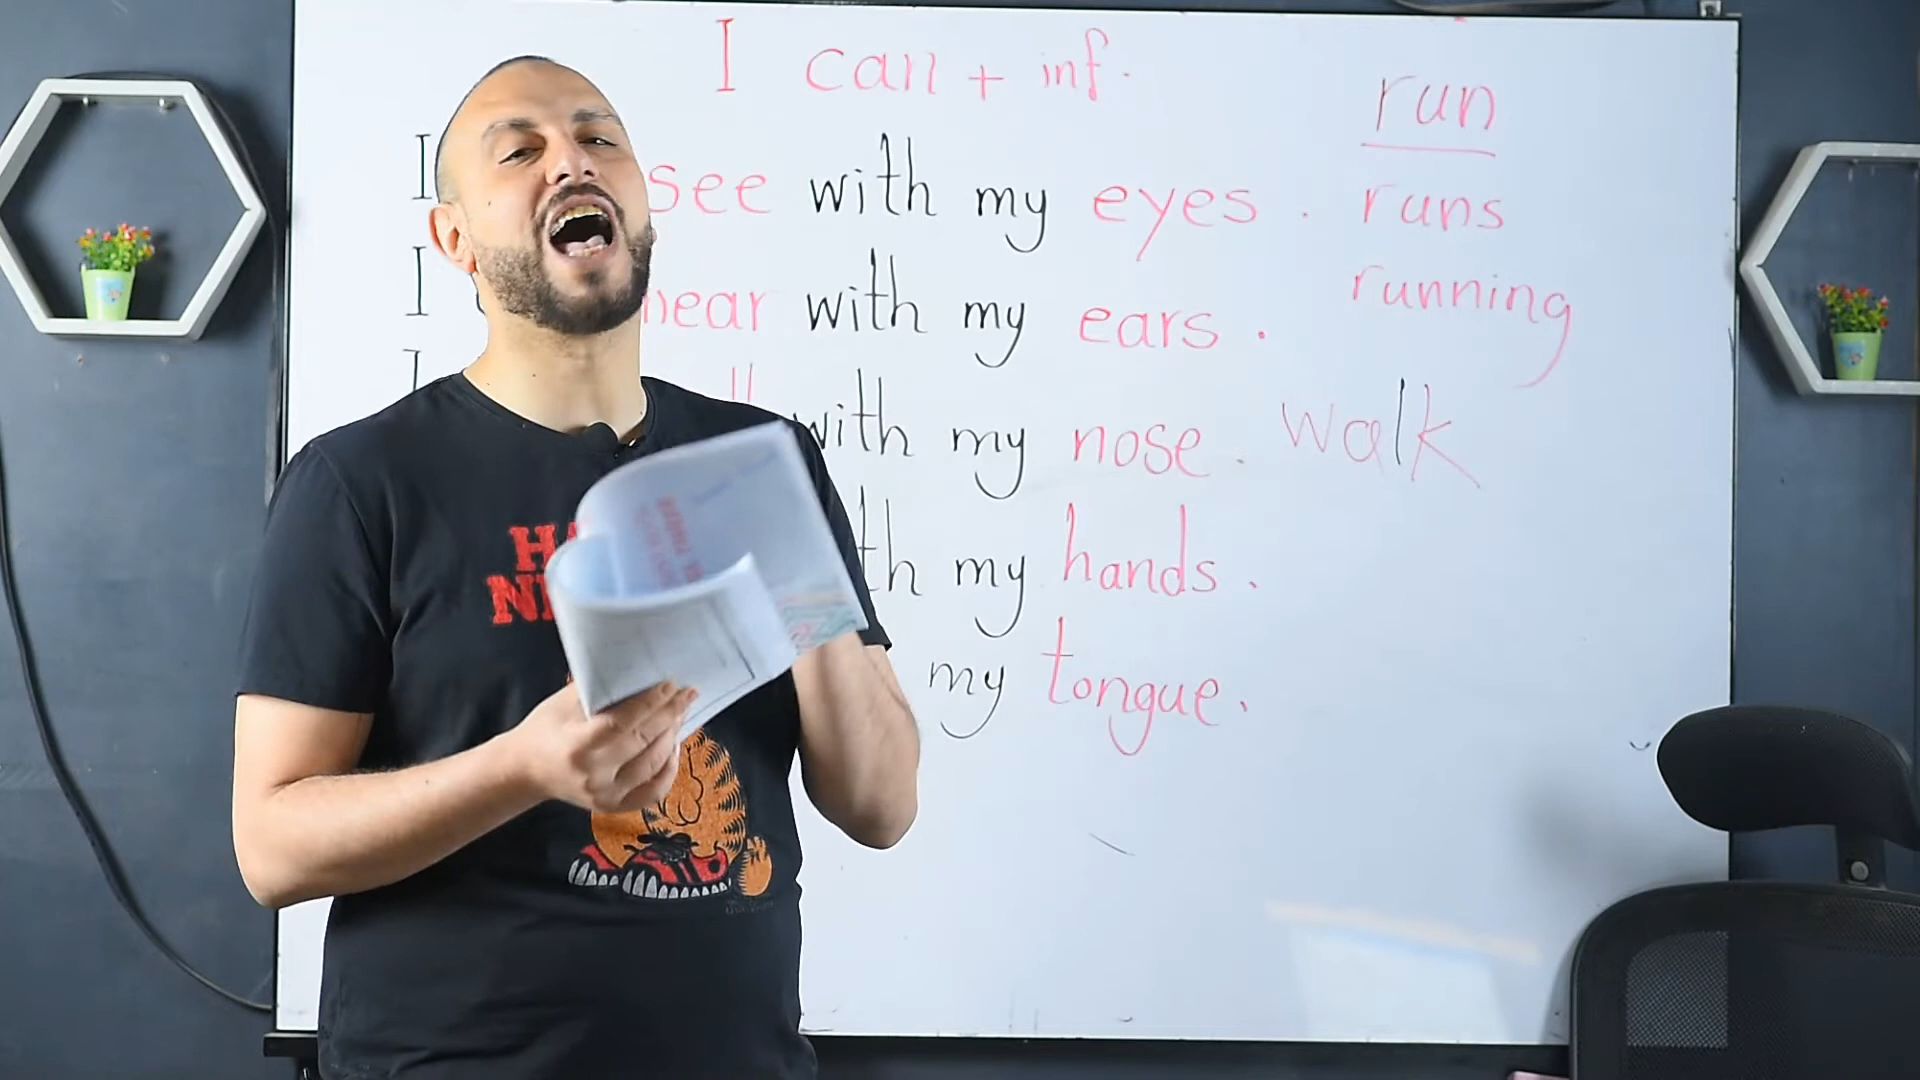 I can + inf.
run
I see with my eyes.
runs
I hear with my ears.
running
I with my nose.
walk
my hands.
my tongue.